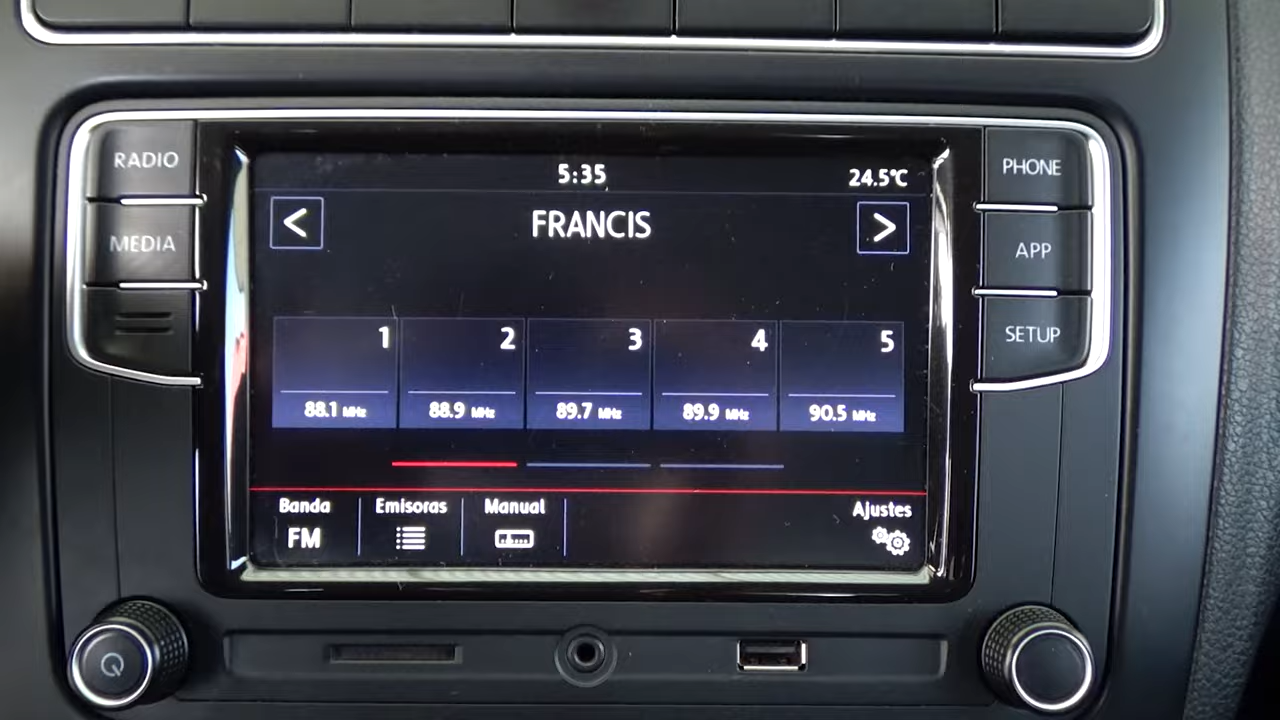 RADIO
MEDIA
PHONE
APP
SETUP
5:35
24.5°C
<
FRANCIS
>
1
2
3
4
5
88.1 MHz
88.9 MHz
89.7 MHz
89.9 MHz
90.5 MHz
Banda
Emisoras
Manual
Ajustes
FM